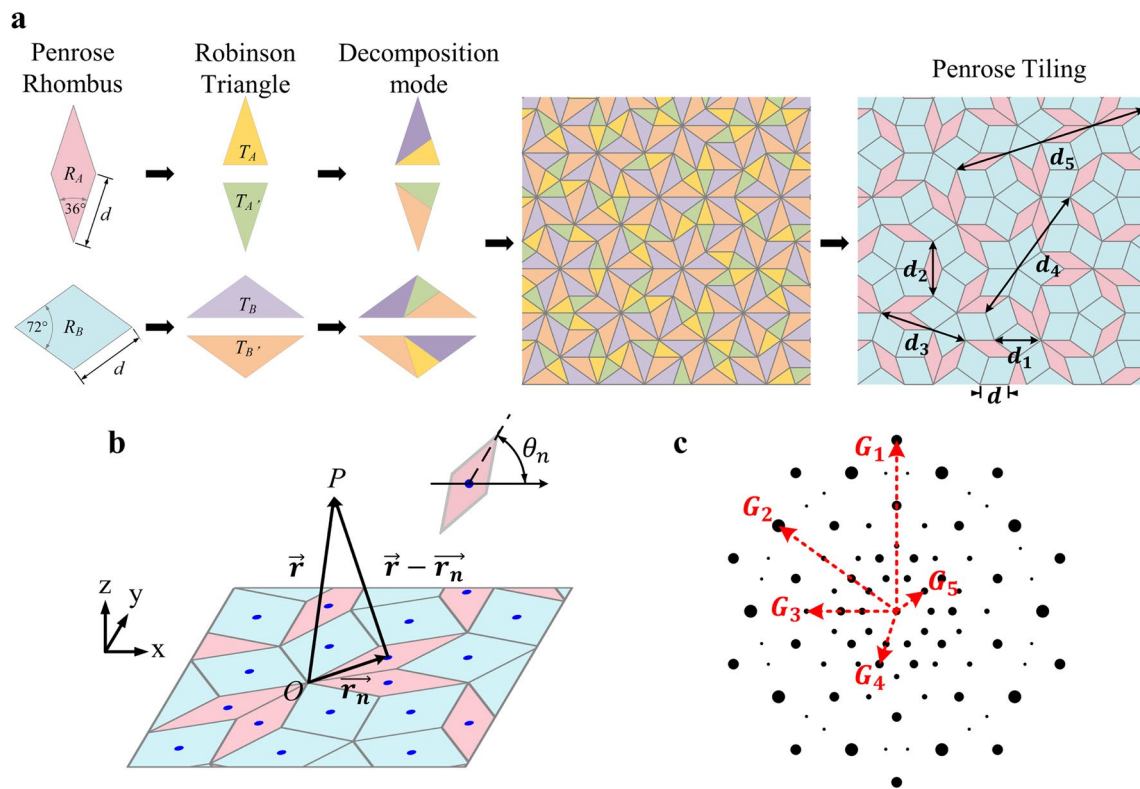 a
Penrose
Rhombus
Robinson
Triangle
Decomposition
mode
Penrose Tiling
R_A
36°
d
T_A
T_A'
R_B
72°
d
T_B
T_B'
d_5
d_4
d_2
d_3
d_1
d
b
θ_n
P
r⃗
r⃗ − r_n⃗
z
y
x
O
r_n⃗
c
G_1
G_2
G_3
G_5
G_4